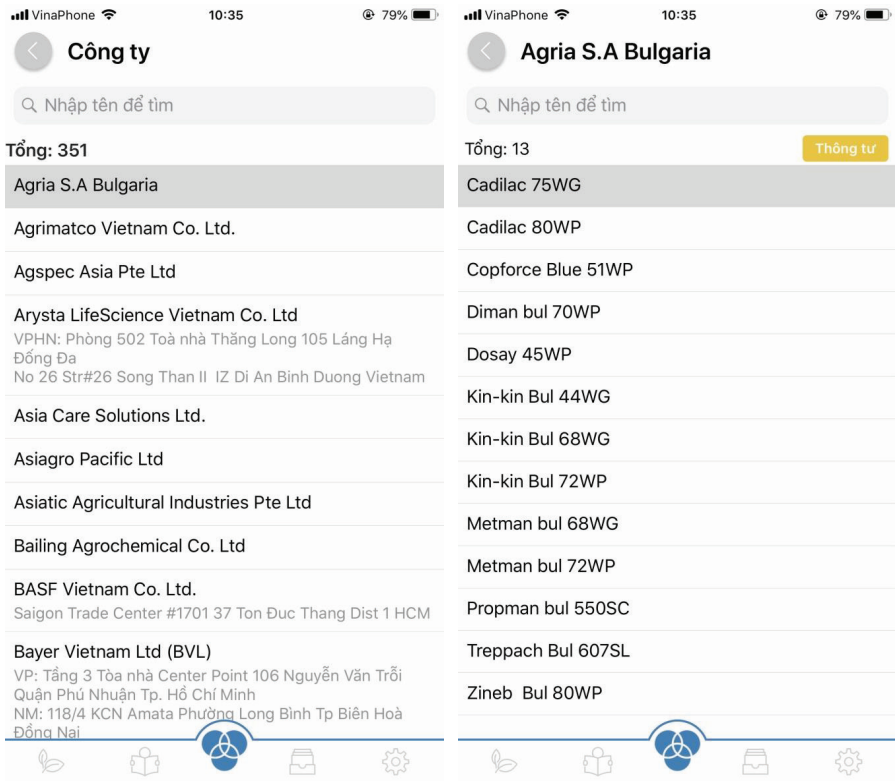 VinaPhone 10:35 79%
Công ty
Nhập tên để tìm
Tổng: 351
Agria S.A Bulgaria
Agrimatco Vietnam Co. Ltd.
Agspec Asia Pte Ltd
Arysta LifeScience Vietnam Co. Ltd
VPHN: Phòng 502 Toà nhà Thăng Long 105 Láng Hạ
Đống Đa
No 26 Str#26 Song Than II IZ Di An Binh Duong Vietnam
Asia Care Solutions Ltd.
Asiagro Pacific Ltd
Asiatic Agricultural Industries Pte Ltd
Bailing Agrochemical Co. Ltd
BASF Vietnam Co. Ltd.
Saigon Trade Center #1701 37 Ton Đuc Thang Dist 1 HCM
Bayer Vietnam Ltd (BVL)
VP: Tầng 3 Tòa nhà Center Point 106 Nguyễn Văn Trỗi
Quận Phú Nhuận Tp. Hồ Chí Minh
NM: 118/4 KCN Amata Phường Long Bình Tp Biên Hoà
Đồng Nai
VinaPhone 10:35 79%
Agria S.A Bulgaria
Nhập tên để tìm
Tổng: 13 Thông tư
Cadilac 75WG
Cadilac 80WP
Copforce Blue 51WP
Diman bul 70WP
Dosay 45WP
Kin-kin Bul 44WG
Kin-kin Bul 68WG
Kin-kin Bul 72WP
Metman bul 68WG
Metman bul 72WP
Propman bul 550SC
Treppach Bul 607SL
Zineb Bul 80WP